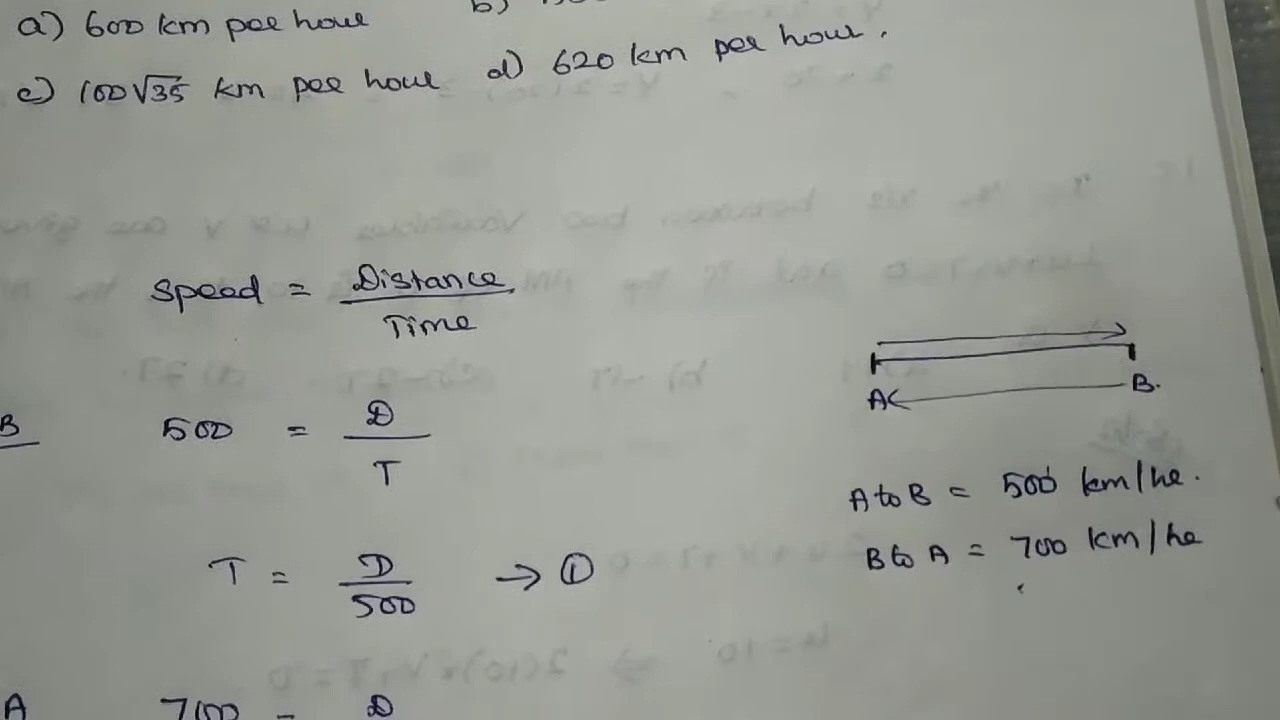 a) 600 km per hour b)
c) 100√35 km per hour d) 620 km per hour.
Speed = Distance / Time
A B
B 500 = D / T
A to B = 500 km/hr.
B to A = 700 km/hr
T = D / 500 → ①
A 700 = D